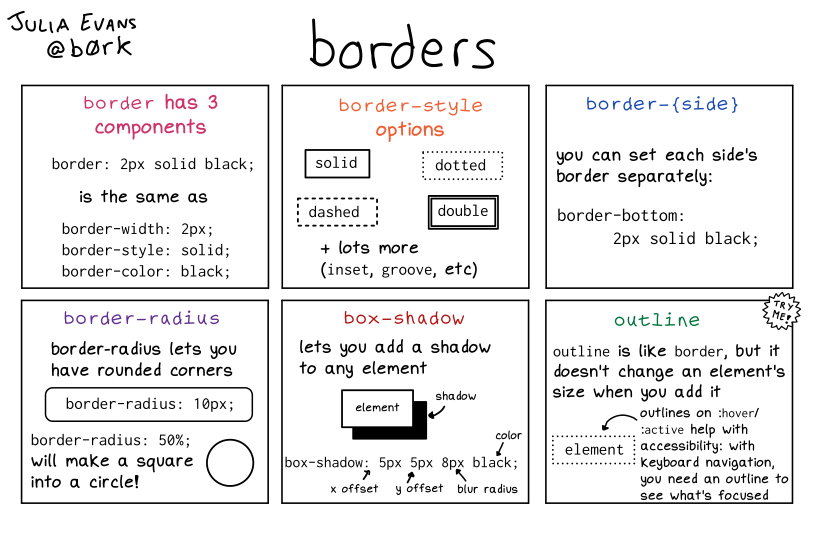 JULIA EVANS
@børk
borders
border has 3
components
border: 2px solid black;
is the same as
border-width: 2px;
border-style: solid;
border-color: black;
border-style
options
solid
dotted
dashed
double
+ lots more
(inset, groove, etc)
border-{side}
you can set each side's
border separately:
border-bottom:
2px solid black;
border-radius
border-radius lets you
have rounded corners
border-radius: 10px;
border-radius: 50%;
will make a square
into a circle!
box-shadow
lets you add a shadow
to any element
element
shadow
color
box-shadow: 5px 5px 8px black;
x offset
y offset
blur radius
TRY
ME!
outline
outline is like border, but it
doesn't change an element's
size when you add it
element
outlines on :hover/
:active help with
accessibility: with
keyboard navigation,
you need an outline to
see what's focused